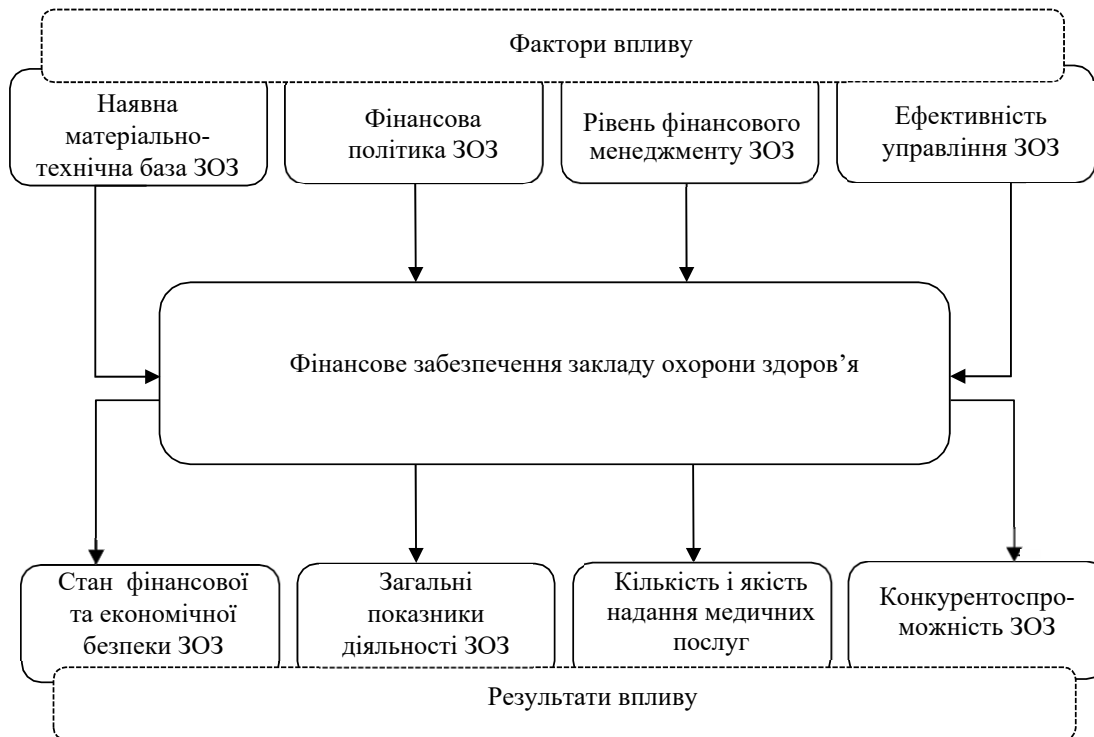 Фактори впливу
Наявна
матеріально-
технічна база ЗОЗ
Фінансова
політика ЗОЗ
Рівень фінансового
менеджменту ЗОЗ
Ефективність
управління ЗОЗ
Фінансове забезпечення закладу охорони здоров’я
Стан фінансової
та економічної
безпеки ЗОЗ
Загальні
показники
діяльності ЗОЗ
Кількість і якість
надання медичних
послуг
Конкурентоспро-
можність ЗОЗ
Результати впливу